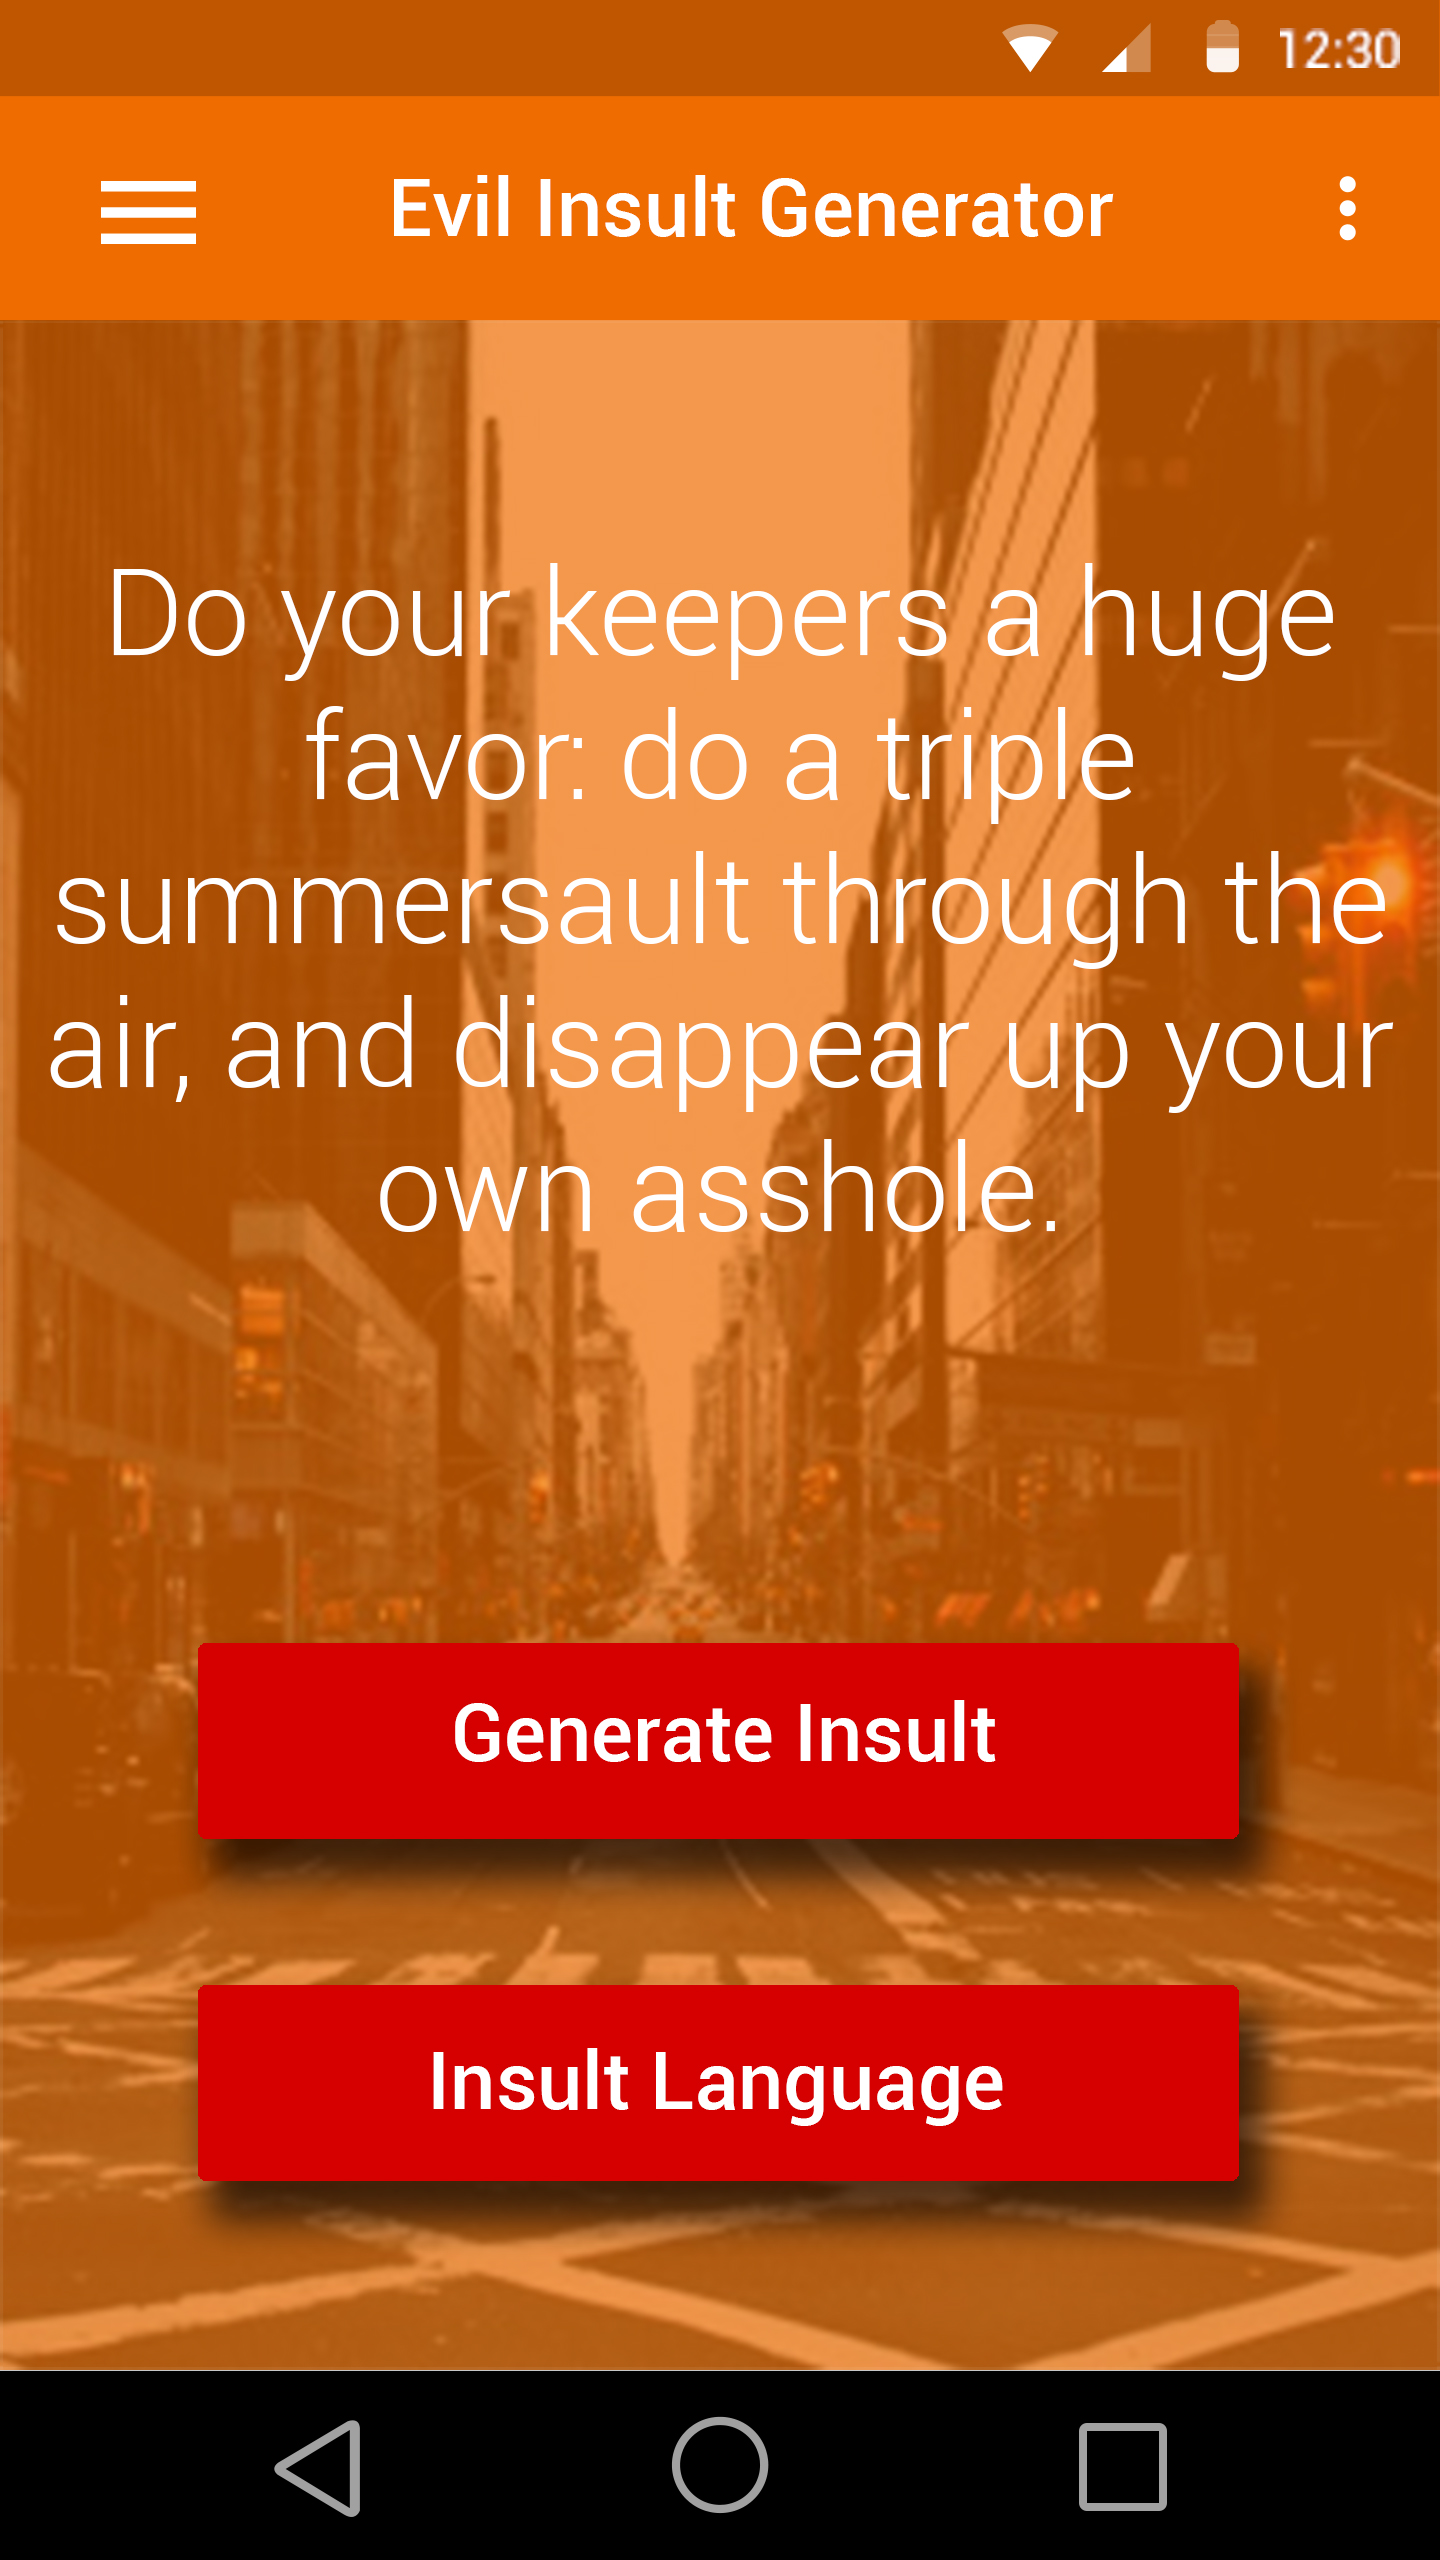 12:30
Evil Insult Generator
Do your keepers a huge
favor: do a triple
summersault through the
air, and disappear up your
own asshole.
Generate Insult
Insult Language